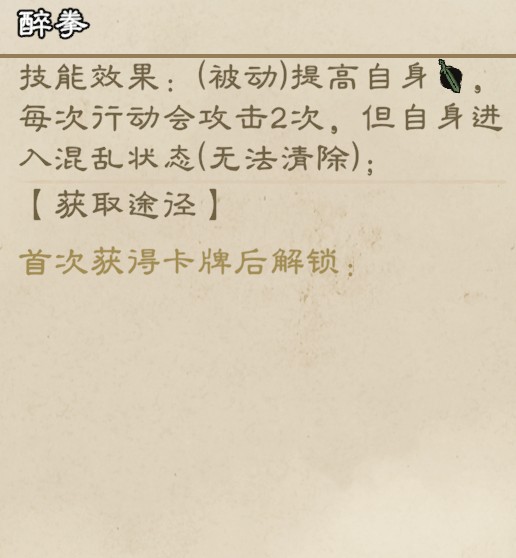 醉拳
技能效果：(被动)提高自身，
每次行动会攻击2次，但自身进
入混乱状态(无法清除)；
【获取途径】
首次获得卡牌后解锁；